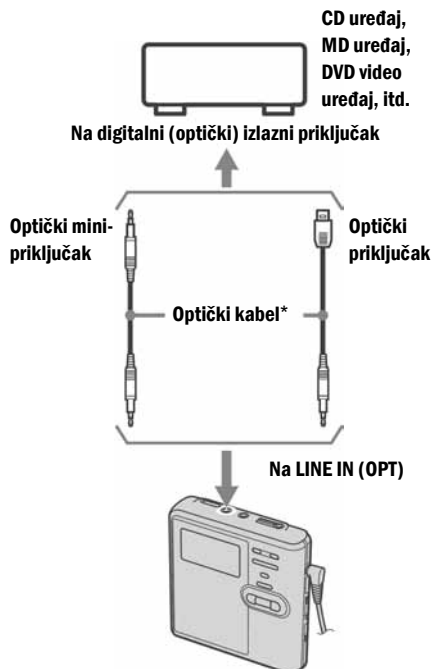 CD uređaj,
MD uređaj,
DVD video
uređaj, itd.
Na digitalni (optički) izlazni priključak
Optički mini-
priključak
Optički
priključak
Optički kabel*
Na LINE IN (OPT)